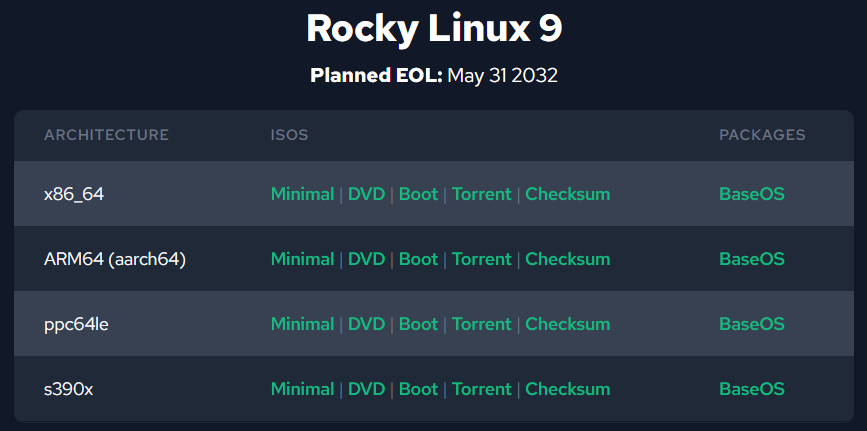 Rocky Linux 9
Planned EOL: May 31 2032
ARCHITECTURE ISOS PACKAGES
x86_64 Minimal | DVD | Boot | Torrent | Checksum BaseOS
ARM64 (aarch64) Minimal | DVD | Boot | Torrent | Checksum BaseOS
ppc64le Minimal | DVD | Boot | Torrent | Checksum BaseOS
s390x Minimal | DVD | Boot | Torrent | Checksum BaseOS